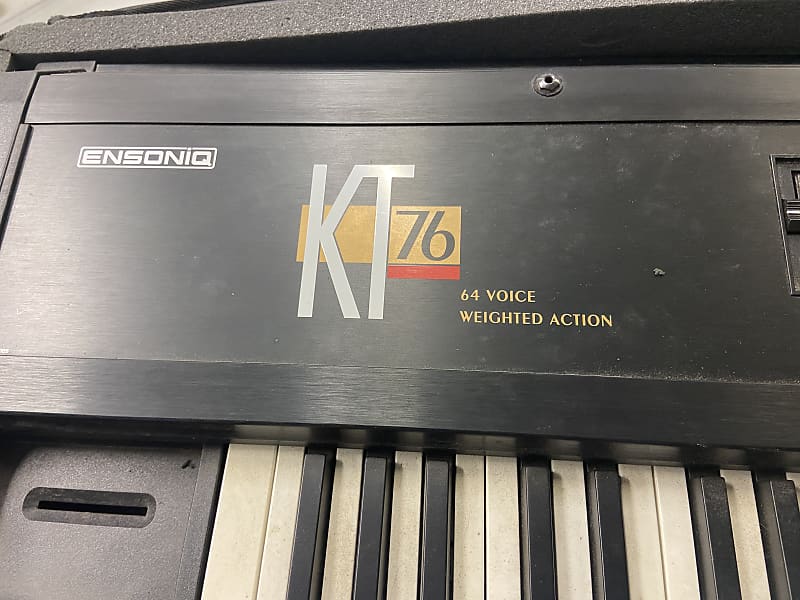 ENSONIQ
KT
76
64 VOICE
WEIGHTED ACTION